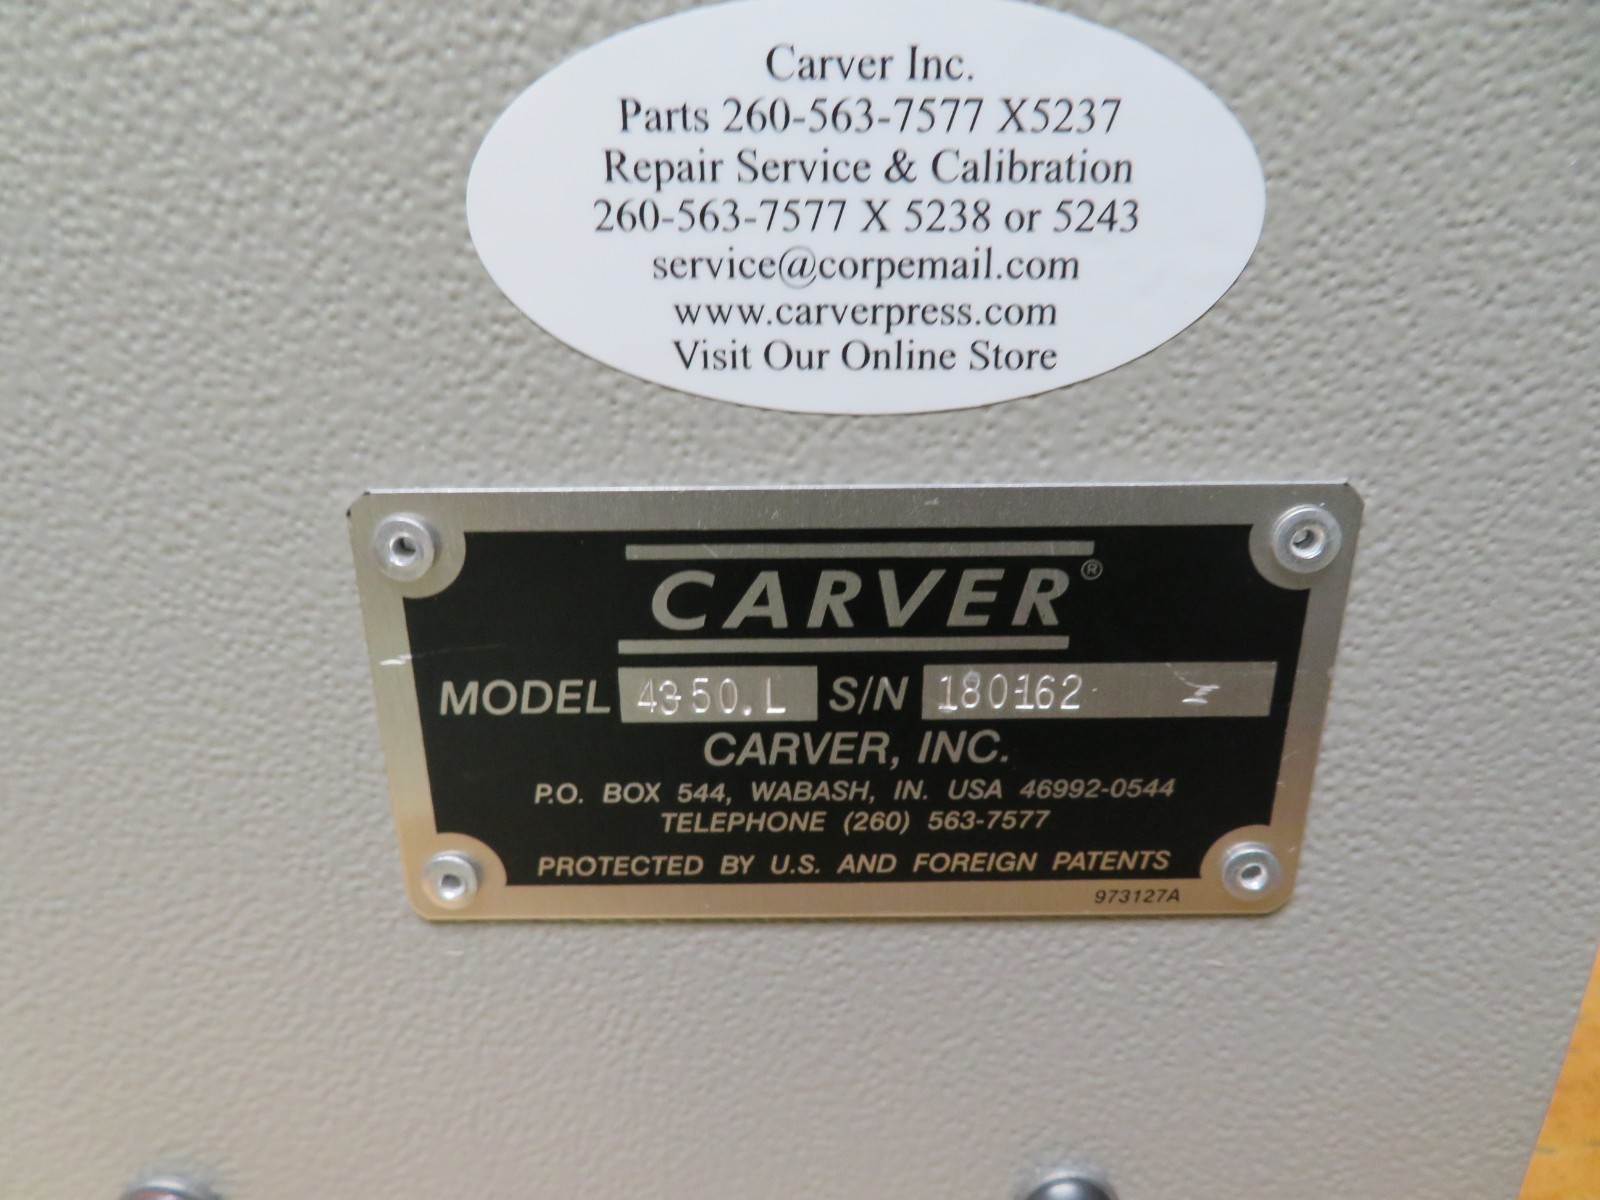 Carver Inc.
Parts 260-563-7577 X5237
Repair Service & Calibration
260-563-7577 X 5238 or 5243
service@corpemail.com
www.carverpress.com
Visit Our Online Store
CARVER®
MODEL 4350.L S/N 180162
CARVER, INC.
P.O. BOX 544, WABASH, IN. USA 46992-0544
TELEPHONE (260) 563-7577
PROTECTED BY U.S. AND FOREIGN PATENTS
973127A